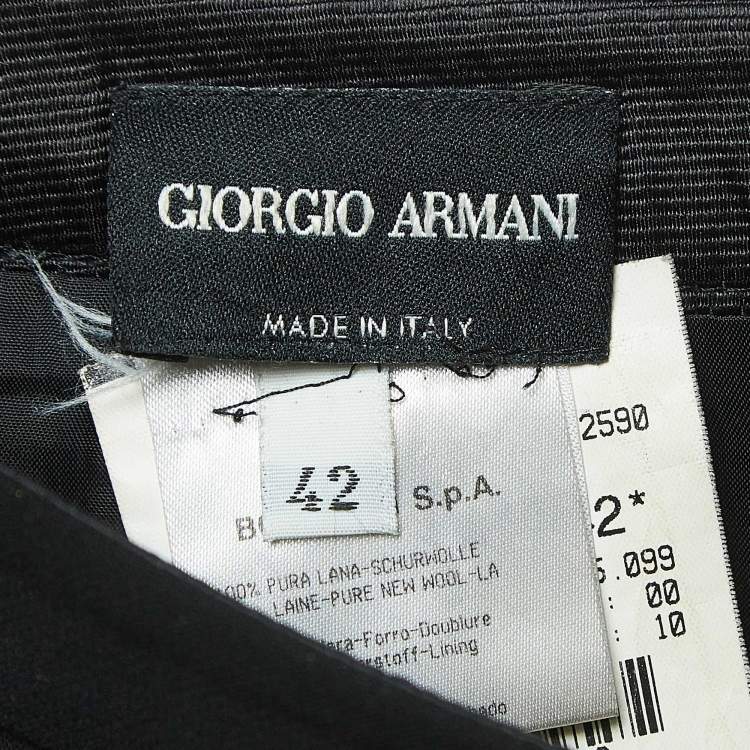 GIORGIO ARMANI
MADE IN ITALY
42
S.p.A.
100% PURA LANA-SCHURWOLLE
LAINE-PURE NEW WOOL-LA
-Forro-Doublure
-Lining
2590
2*
.099
: 00
: 10